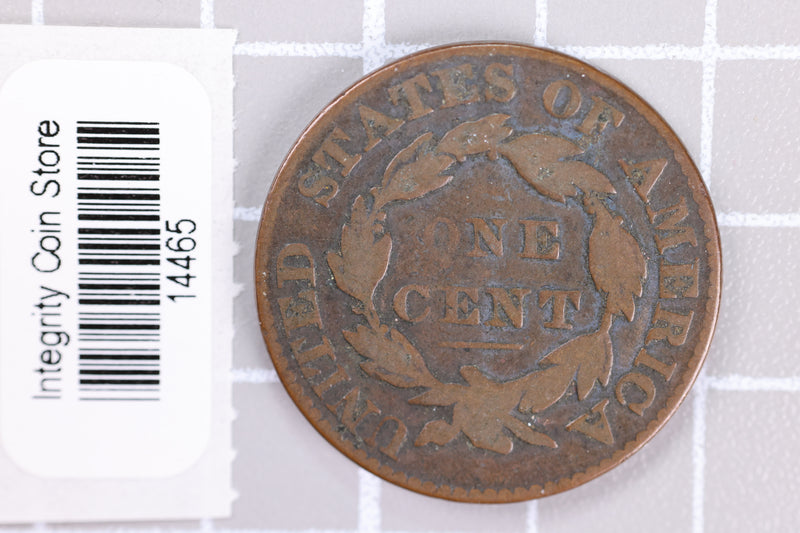 Integrity Coin Store
14465
UNITED STATES OF AMERICA
ONE
CENT